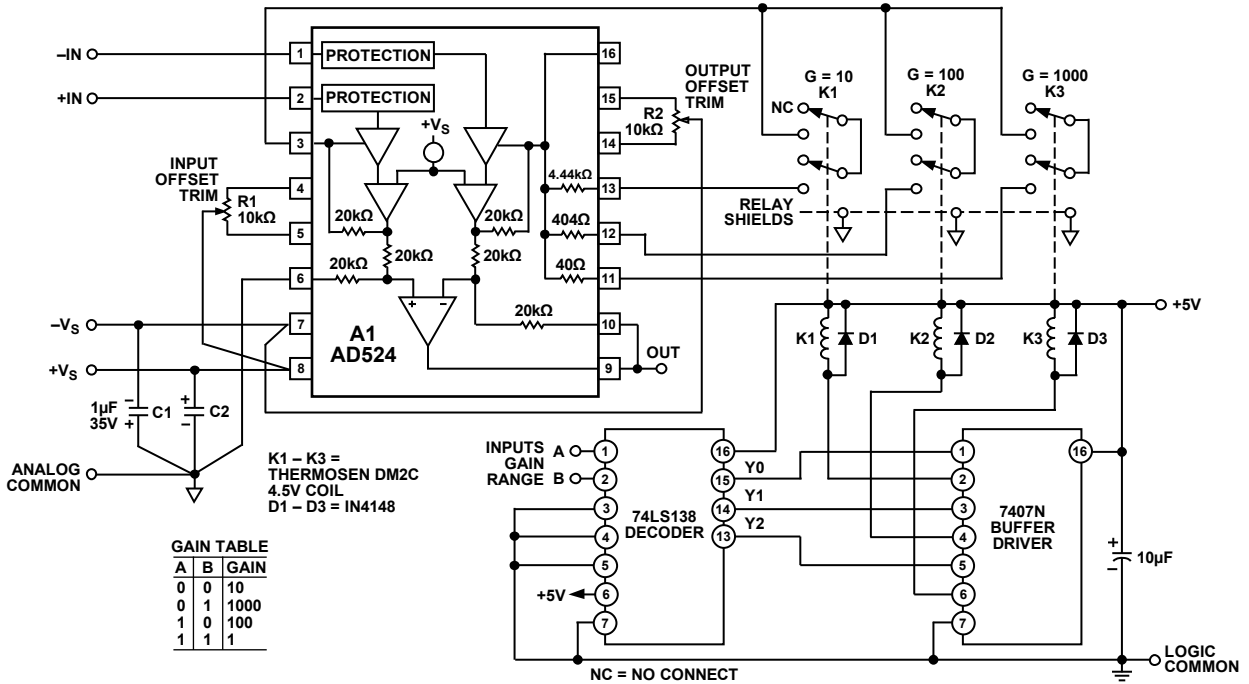 –IN
+IN
INPUT
OFFSET
TRIM
R1
10kΩ
–VS
+VS
1µF
35V
C1
C2
ANALOG
COMMON
1
2
3
4
5
6
7
8
PROTECTION
PROTECTION
+VS
20kΩ
20kΩ
20kΩ
20kΩ
20kΩ
20kΩ
4.44kΩ
404Ω
40Ω
A1
AD524
16
15
14
13
12
11
10
9
OUT
OUTPUT
OFFSET
TRIM
R2
10kΩ
G = 10
K1
G = 100
K2
G = 1000
K3
NC
RELAY
SHIELDS
+5V
K1
D1
K2
D2
K3
D3
K1 – K3 =
THERMOSEN DM2C
4.5V COIL
D1 – D3 = IN4148
GAIN TABLE
A B GAIN
0 0 10
0 1 1000
1 0 100
1 1 1
INPUTS
GAIN
RANGE
A
B
1
2
3
4
5
6
7
+5V
74LS138
DECODER
16
15
14
13
Y0
Y1
Y2
1
2
3
4
5
6
7
7407N
BUFFER
DRIVER
16
+
–
10µF
LOGIC
COMMON
NC = NO CONNECT